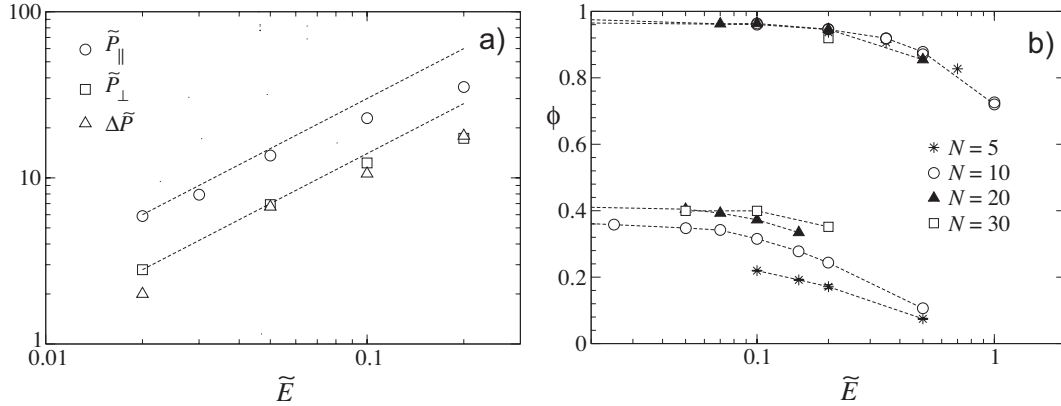 100
10
1
0.01
0.1
Ẽ
a)
P̃∥
P̃⊥
ΔP̃
1
0.8
0.6
0.4
0.2
0
ϕ
0.1
1
Ẽ
b)
N = 5
N = 10
N = 20
N = 30